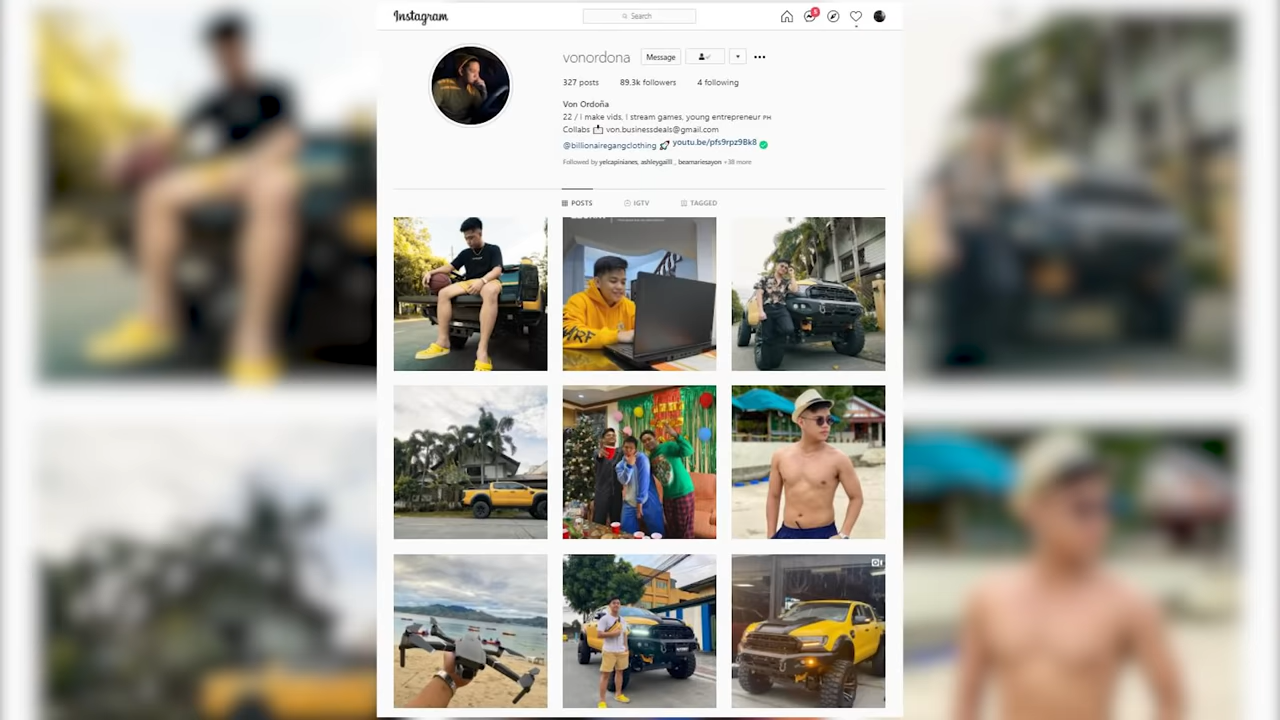 Instagram
Search
5
vonordona
Message
327 posts 89.3k followers 4 following
Von Ordoña
22 / I make vids, I stream games, young entrepreneur PH
Collabs 📩 von.businessdeals@gmail.com
@billionairegangclothing 🚀 youtu.be/pfs9rpz9Bk8
Followed by yelcapinianes, ashleygailll_, beamariesayon +38 more
POSTS IGTV TAGGED